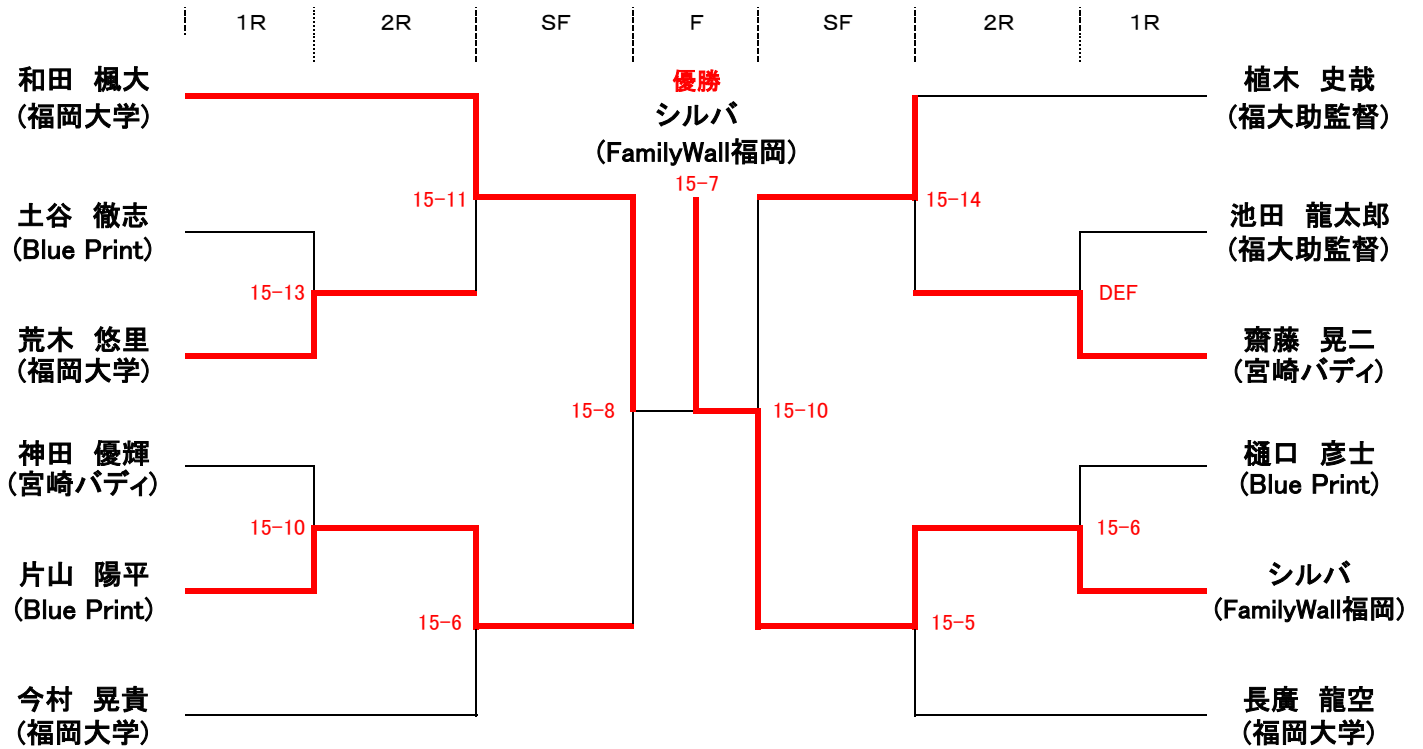 1R 2R SF F SF 2R 1R
和田 楓大
(福岡大学)
土谷 徹志
(Blue Print)
荒木 悠里
(福岡大学)
神田 優輝
(宮崎バディ)
片山 陽平
(Blue Print)
今村 晃貴
(福岡大学)
15-13
15-10
15-11
15-6
15-8
優勝
シルバ
(FamilyWall福岡)
15-7
15-10
15-14
15-5
DEF
15-6
植木 史哉
(福大助監督)
池田 龍太郎
(福大助監督)
齋藤 晃二
(宮崎バディ)
樋口 彦士
(Blue Print)
シルバ
(FamilyWall福岡)
長廣 龍空
(福岡大学)